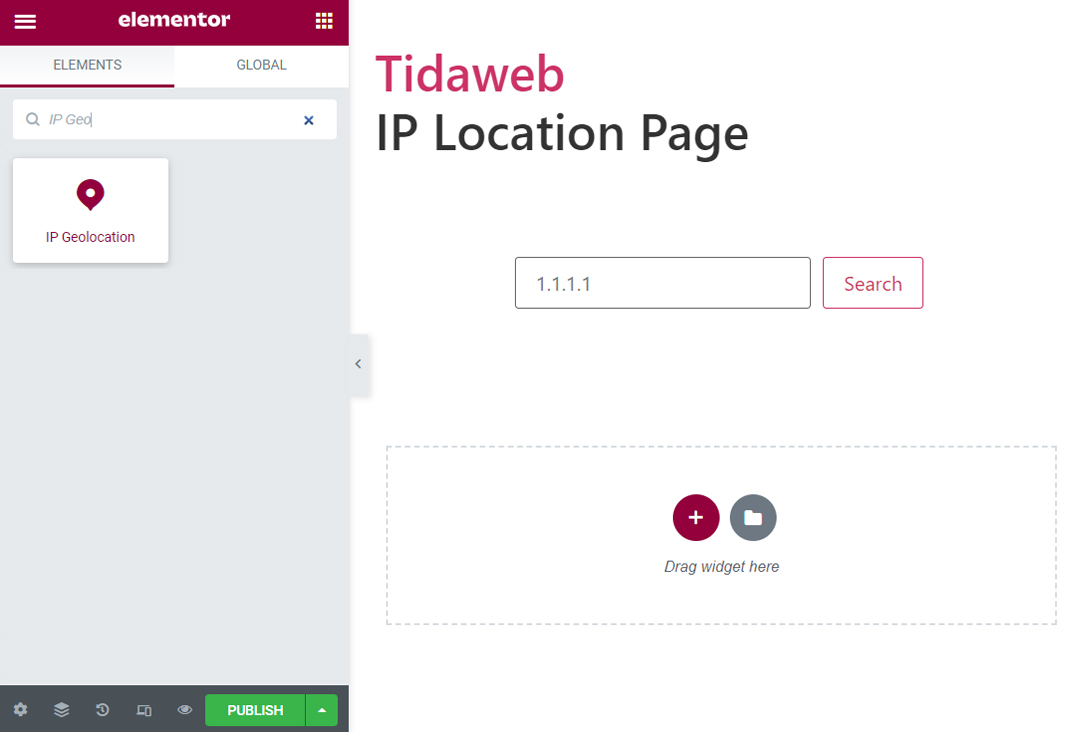 elementor
ELEMENTS
GLOBAL
IP Geo
IP Geolocation
PUBLISH
Tidaweb
IP Location Page
1.1.1.1
Search
Drag widget here